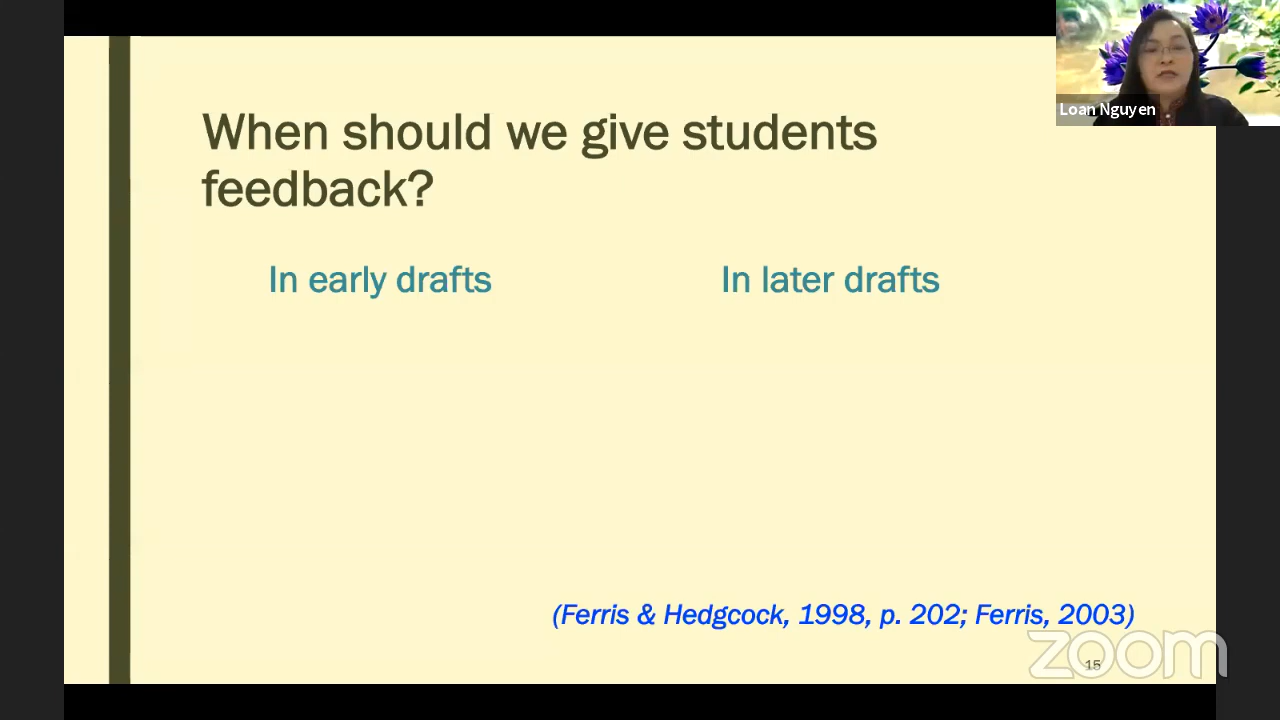 Loan Nguyen
When should we give students
feedback?
In early drafts
In later drafts
(Ferris & Hedgcock, 1998, p. 202; Ferris, 2003)
zoom
15